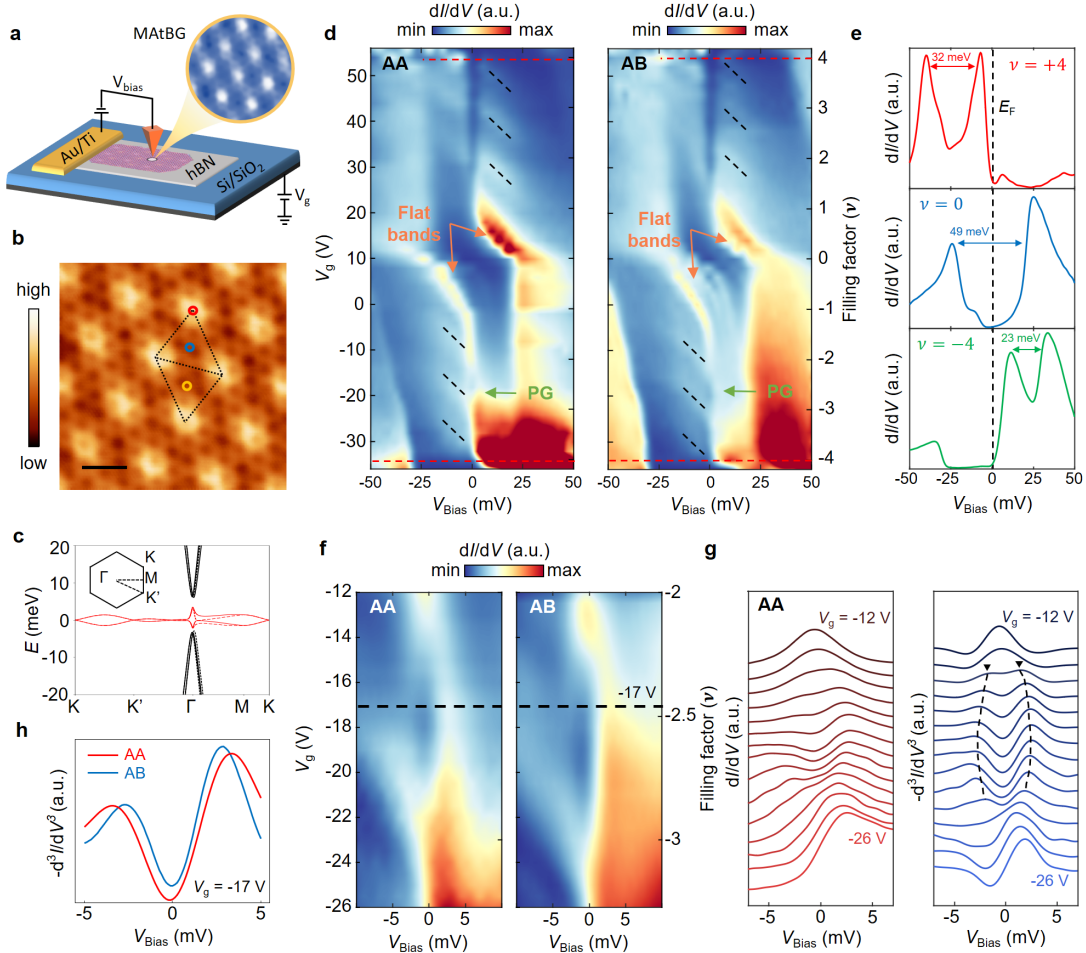 a
MAtBG
V_bias
Au/Ti
hBN
Si/SiO₂
V_g
b
high
low
c
E (meV)
20
10
0
-10
-20
K
K'
Γ
M
K
Γ
K
M
K'
d
dI/dV (a.u.)
min
max
dI/dV (a.u.)
min
max
AA
AB
Flat
bands
PG
Flat
bands
PG
V_g (V)
50
40
30
20
10
0
-10
-20
-30
-50
-25
0
25
50
V_Bias (mV)
-50
-25
0
25
50
V_Bias (mV)
4
3
2
1
0
-1
-2
-3
-4
Filling factor (ν)
e
32 meV
ν = +4
E_F
dI/dV (a.u.)
ν = 0
49 meV
dI/dV (a.u.)
ν = −4
23 meV
dI/dV (a.u.)
-50
-25
0
25
50
V_Bias (mV)
f
dI/dV (a.u.)
min
max
AA
AB
-17 V
V_g (V)
-12
-14
-16
-18
-20
-22
-24
-26
-5
0
5
V_Bias (mV)
-5
0
5
V_Bias (mV)
-2
-2.5
-3
Filling factor (ν)
g
AA
V_g = -12 V
-26 V
dI/dV (a.u.)
-5
0
5
V_Bias (mV)
V_g = -12 V
-26 V
-d³I/dV³ (a.u.)
-5
0
5
V_Bias (mV)
h
AA
AB
V_g = -17 V
-d³I/dV³ (a.u.)
-5
0
5
V_Bias (mV)